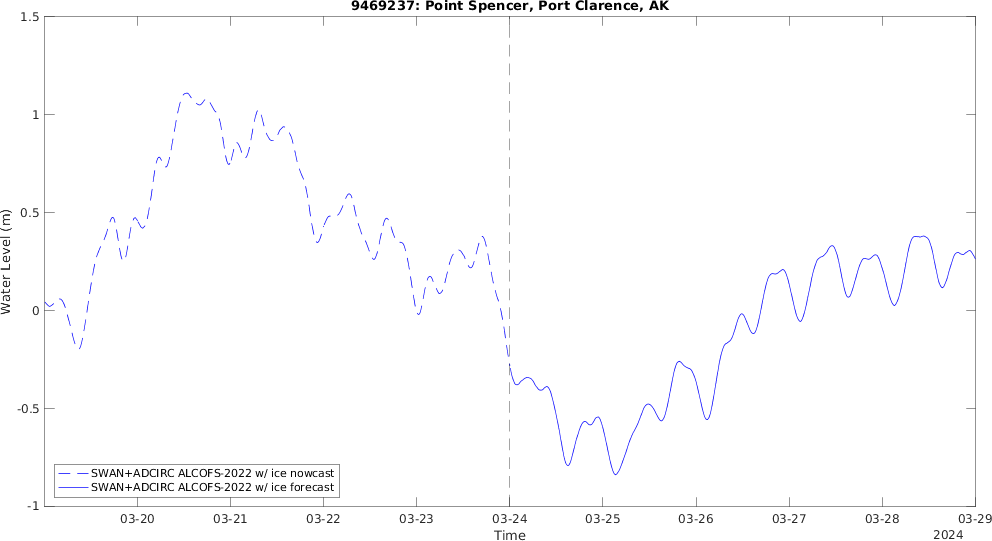 9469237: Point Spencer, Port Clarence, AK
1.5
1
0.5
0
-0.5
-1
Water Level (m)
SWAN+ADCIRC ALCOFS-2022 w/ ice nowcast
SWAN+ADCIRC ALCOFS-2022 w/ ice forecast
03-20 03-21 03-22 03-23 03-24 03-25 03-26 03-27 03-28 03-29
Time
2024